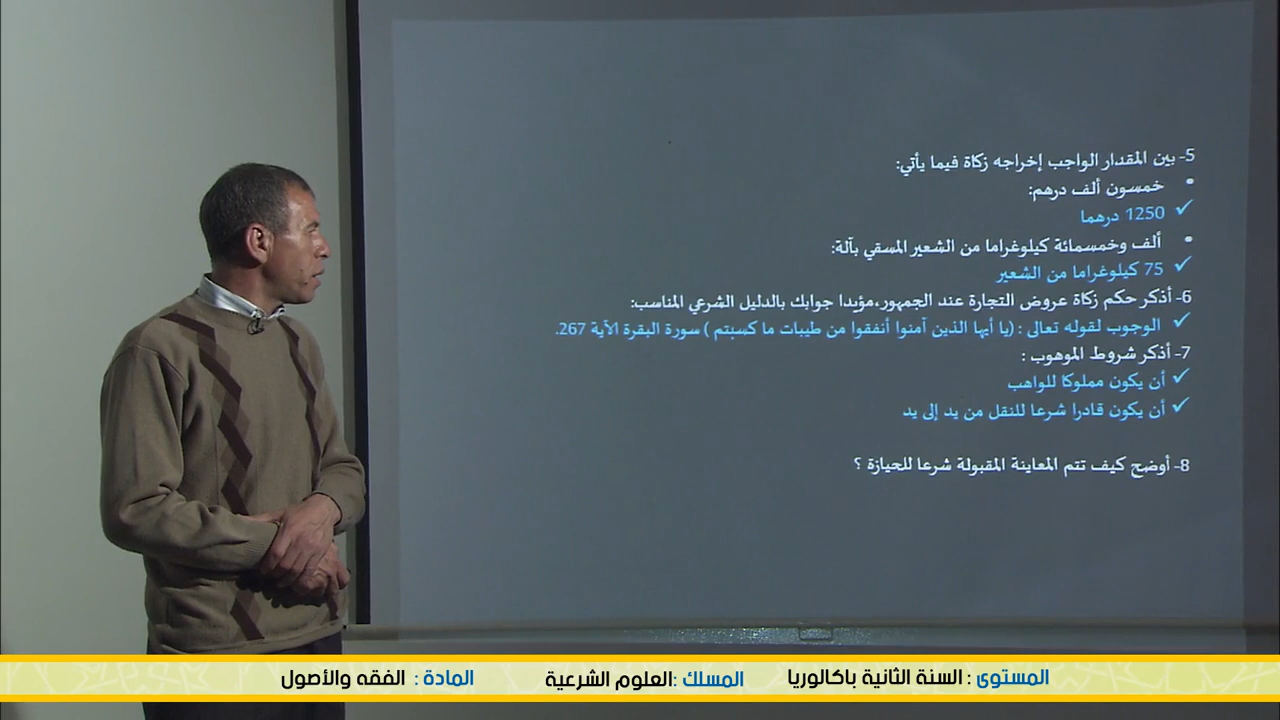 5- بين المقدار الواجب إخراجه زكاة فيما يأتي:
• خمسون ألف درهم:
✓ 1250 درهما
• ألف وخمسمائة كيلوغراما من الشعير المسقي بآلة:
✓ 75 كيلوغراما من الشعير
6- أذكر حكم زكاة عروض التجارة عند الجمهور،مؤيدا جوابك بالدليل الشرعي المناسب:
✓ الوجوب لقوله تعالى : (يا أيها الذين آمنوا أنفقوا من طيبات ما كسبتم ) سورة البقرة الآية 267.
7- أذكر شروط الموهوب :
✓ أن يكون مملوكا للواهب
✓ أن يكون قادرا شرعا للنقل من يد إلى يد
8- أوضح كيف تتم المعاينة المقبولة شرعا للحيازة ؟
المستوى : السنة الثانية باكالوريا المسلك :العلوم الشرعية المادة : الفقه والأصول